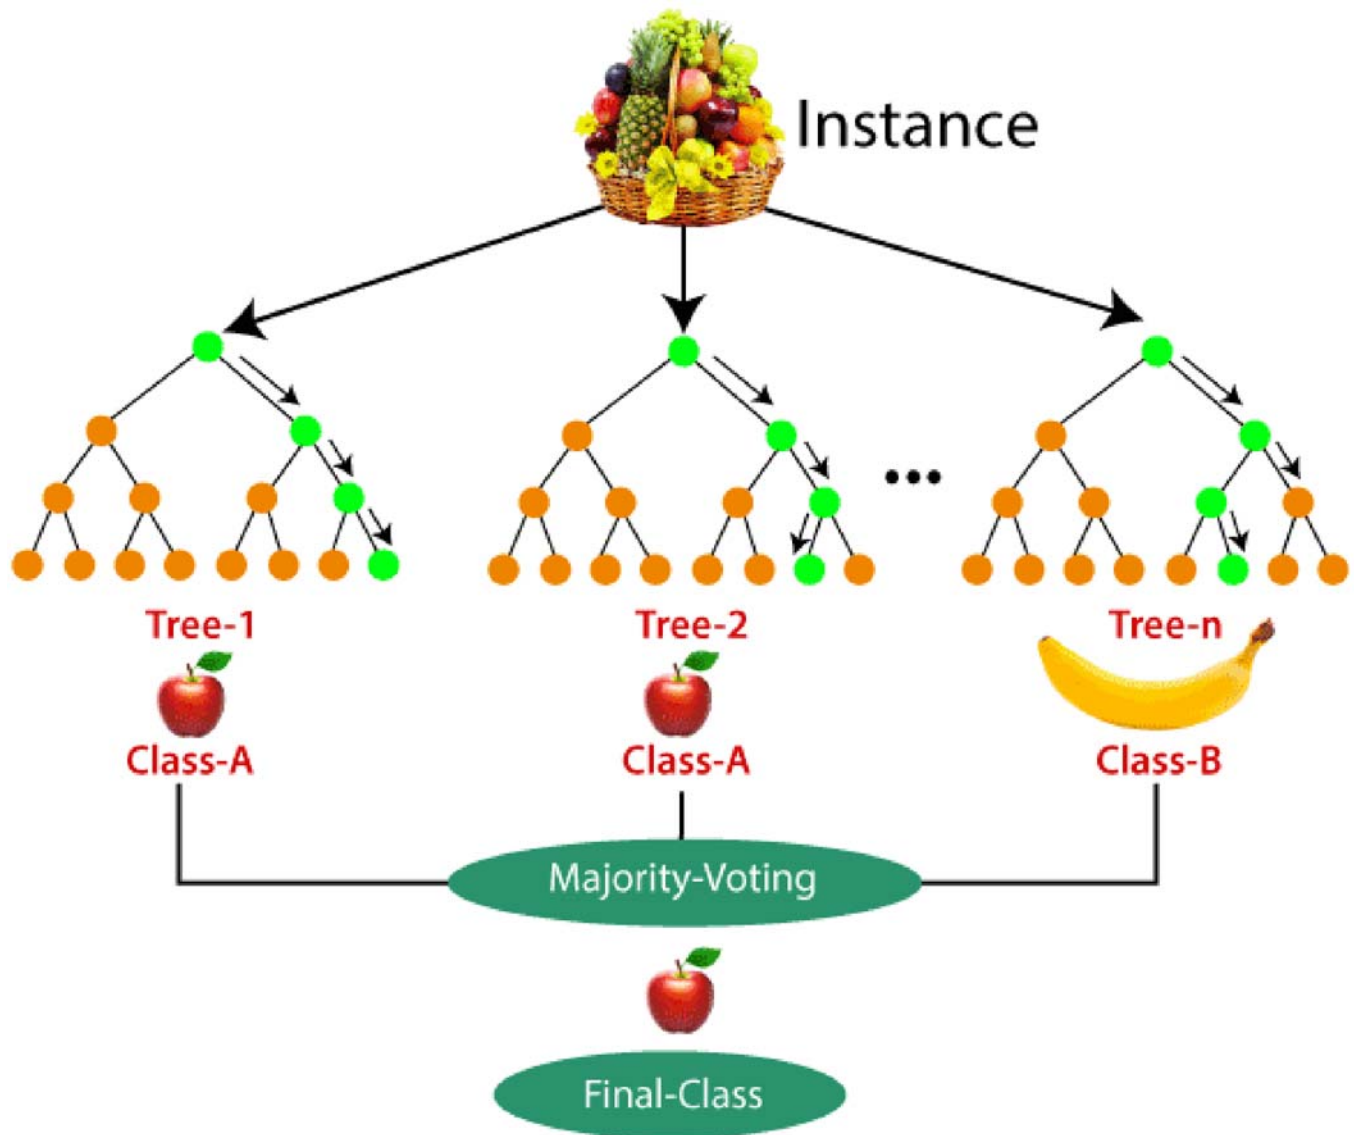 Instance
Tree-1
Tree-2
Tree-n
Class-A
Class-A
Class-B
Majority-Voting
Final-Class